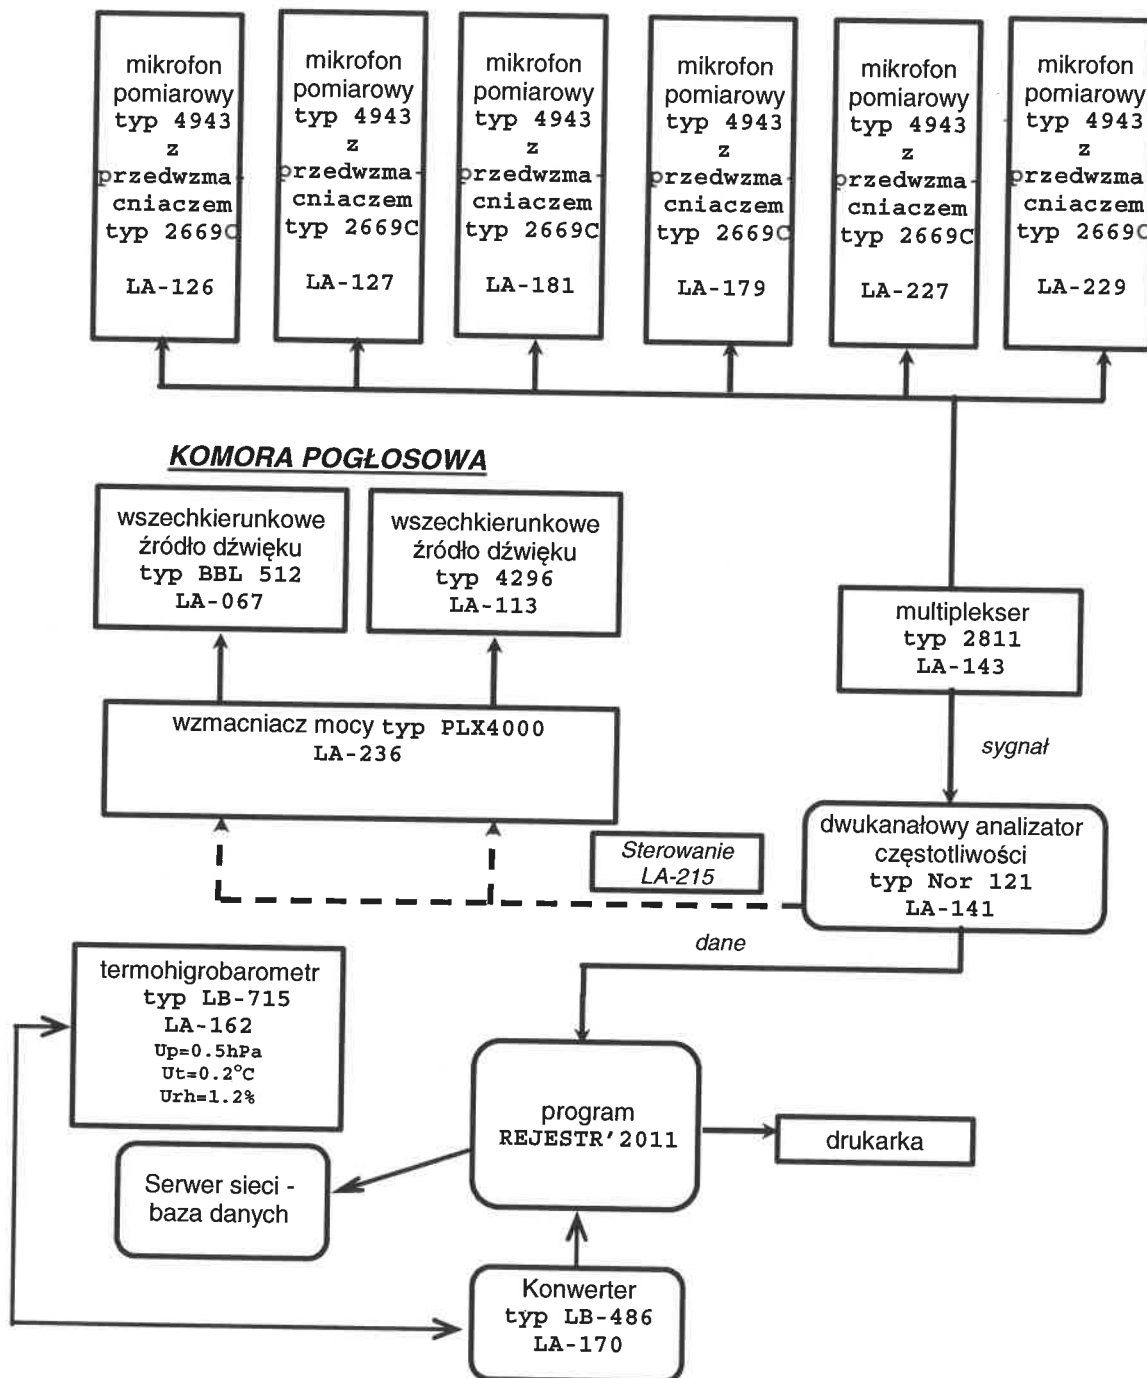 mikrofon
pomiarowy
typ 4943
z
przedwzma-
cniaczem
typ 2669C
LA-126
mikrofon
pomiarowy
typ 4943
z
przedwzma-
cniaczem
typ 2669C
LA-127
mikrofon
pomiarowy
typ 4943
z
przedwzma-
cniaczem
typ 2669C
LA-181
mikrofon
pomiarowy
typ 4943
z
przedwzma-
cniaczem
typ 2669C
LA-179
mikrofon
pomiarowy
typ 4943
z
przedwzma-
cniaczem
typ 2669C
LA-227
mikrofon
pomiarowy
typ 4943
z
przedwzma
cniaczem
typ 2669C
LA-229
KOMORA POGŁOSOWA
wszechkierunkowe
źródło dźwięku
typ BBL 512
LA-067
wszechkierunkowe
źródło dźwięku
typ 4296
LA-113
multiplekser
typ 2811
LA-143
wzmacniacz mocy typ PLX4000
LA-236
sygnał
Sterowanie
LA-215
dwukanałowy analizator
częstotliwości
typ Nor 121
LA-141
dane
termohigrobarometr
typ LB-715
LA-162
Up=0.5hPa
Ut=0.2°C
Urh=1.2%
program
REJESTR'2011
drukarka
Serwer sieci -
baza danych
Konwerter
typ LB-486
LA-170